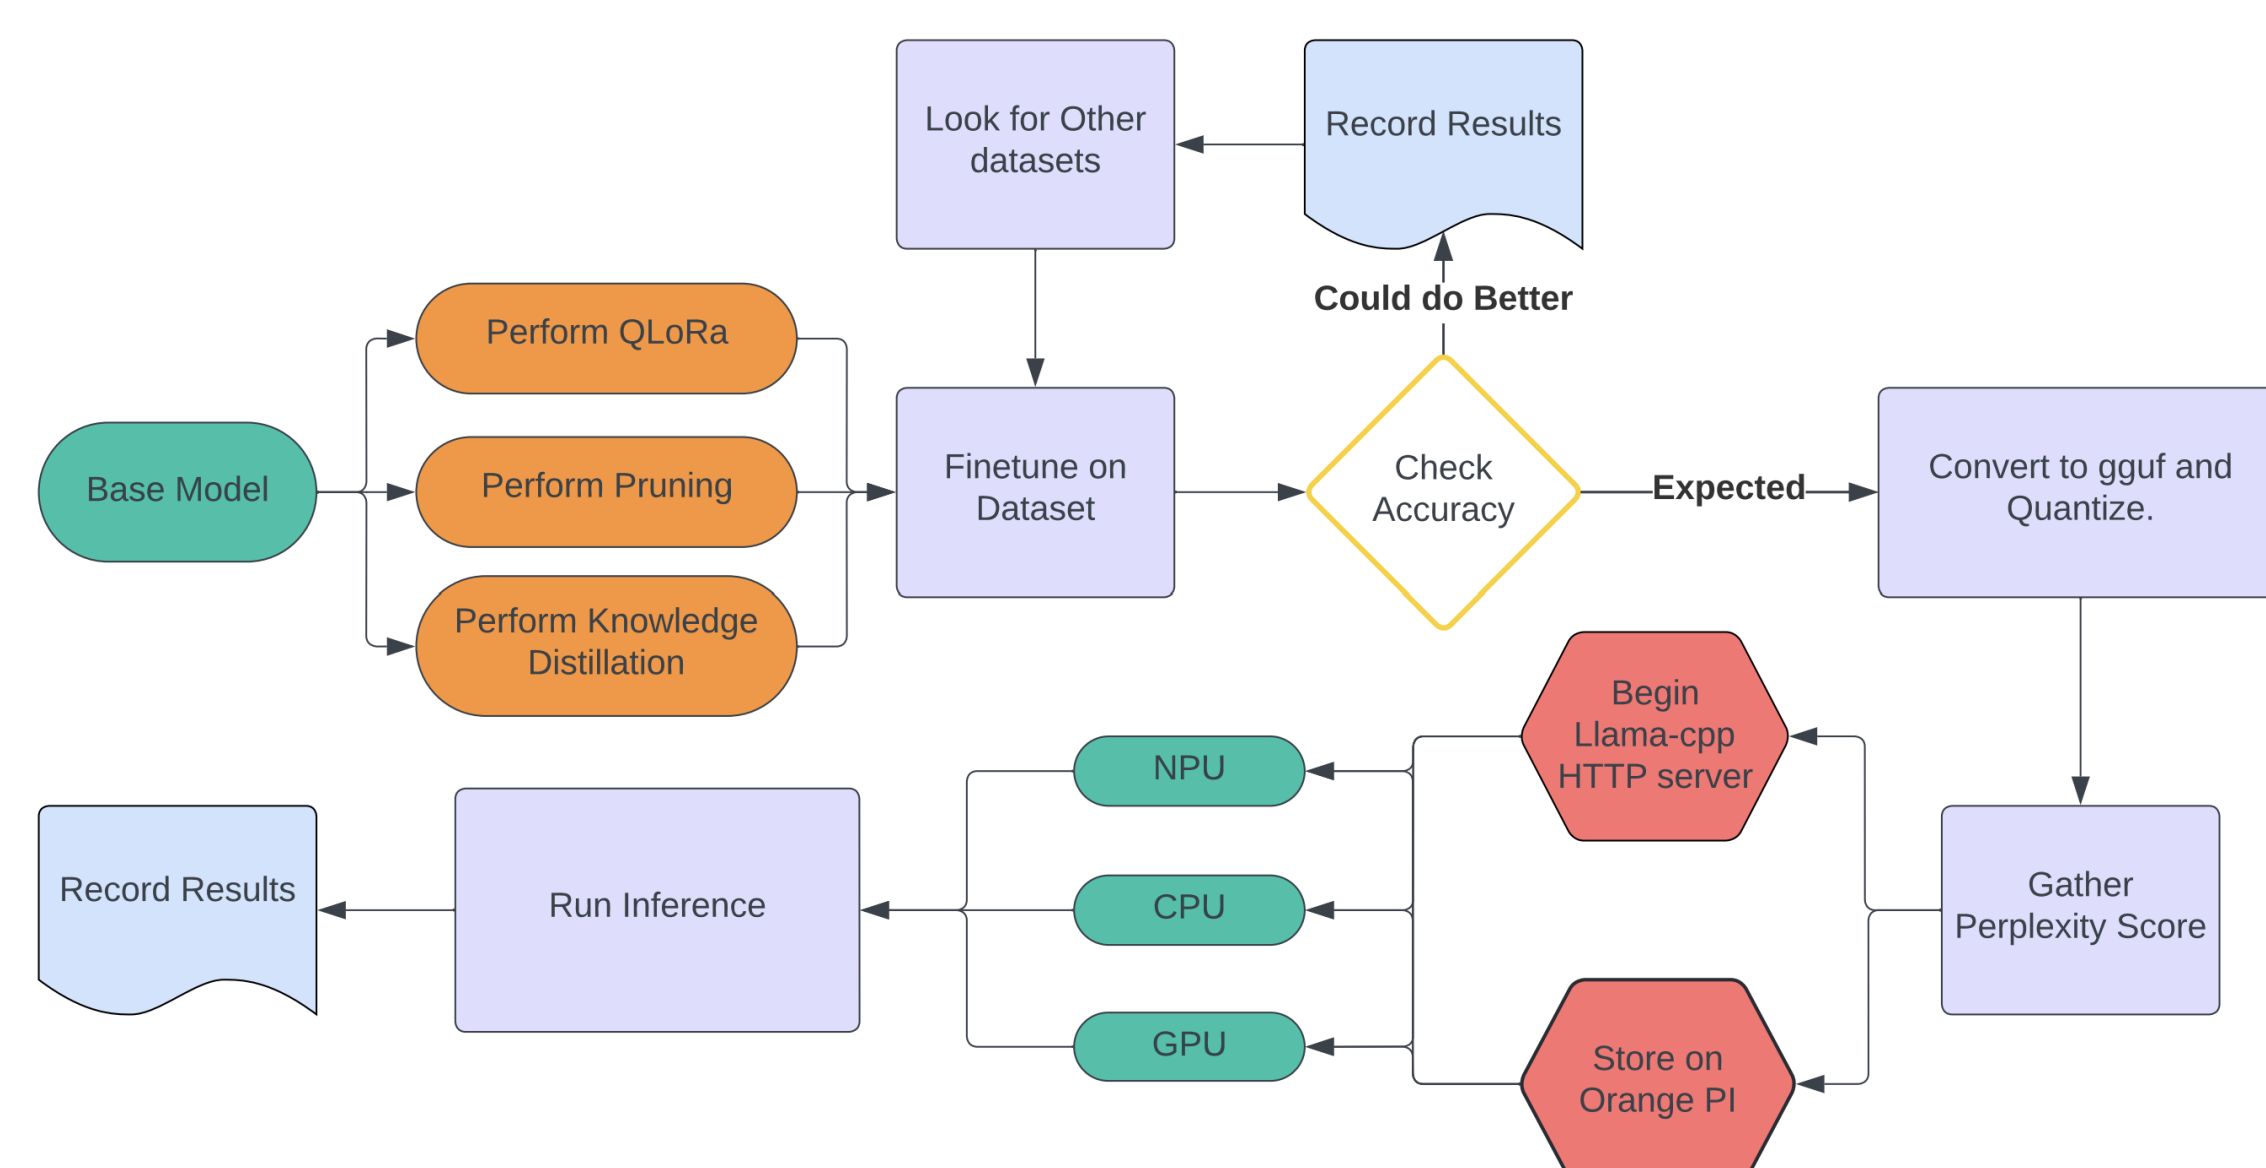 Look for Other
datasets
Record Results
Could do Better
Perform QLoRa
Base Model
Perform Pruning
Perform Knowledge
Distillation
Finetune on
Dataset
Check
Accuracy
Expected
Convert to gguf and
Quantize.
Begin
Llama-cpp
HTTP server
NPU
CPU
GPU
Gather
Perplexity Score
Store on
Orange PI
Run Inference
Record Results